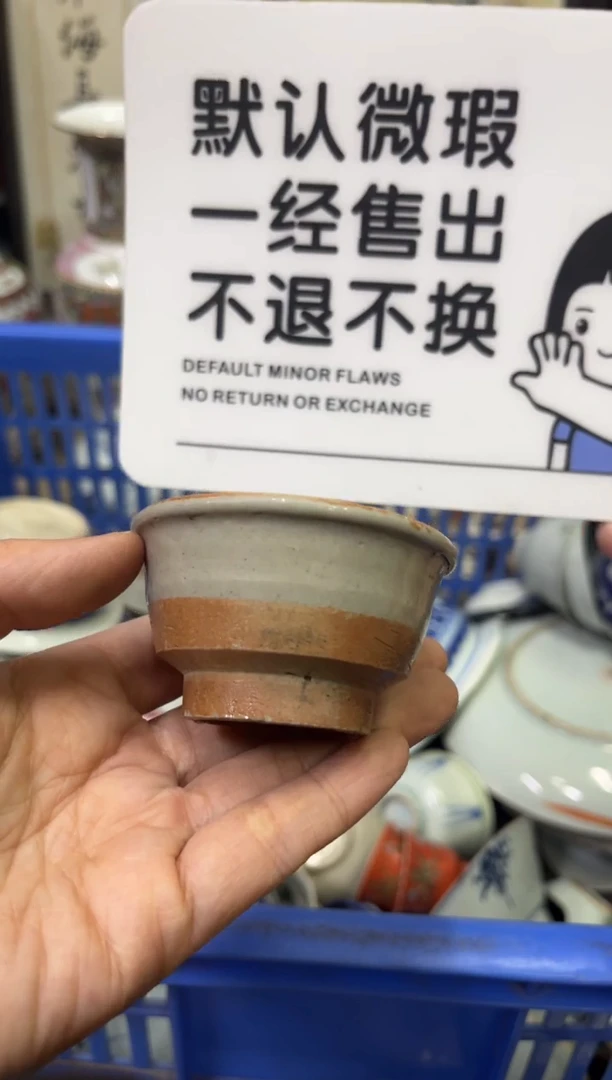 海
默认微瑕
一经售出
不退不换
DEFAULT MINOR FLAWS
NO RETURN OR EXCHANGE